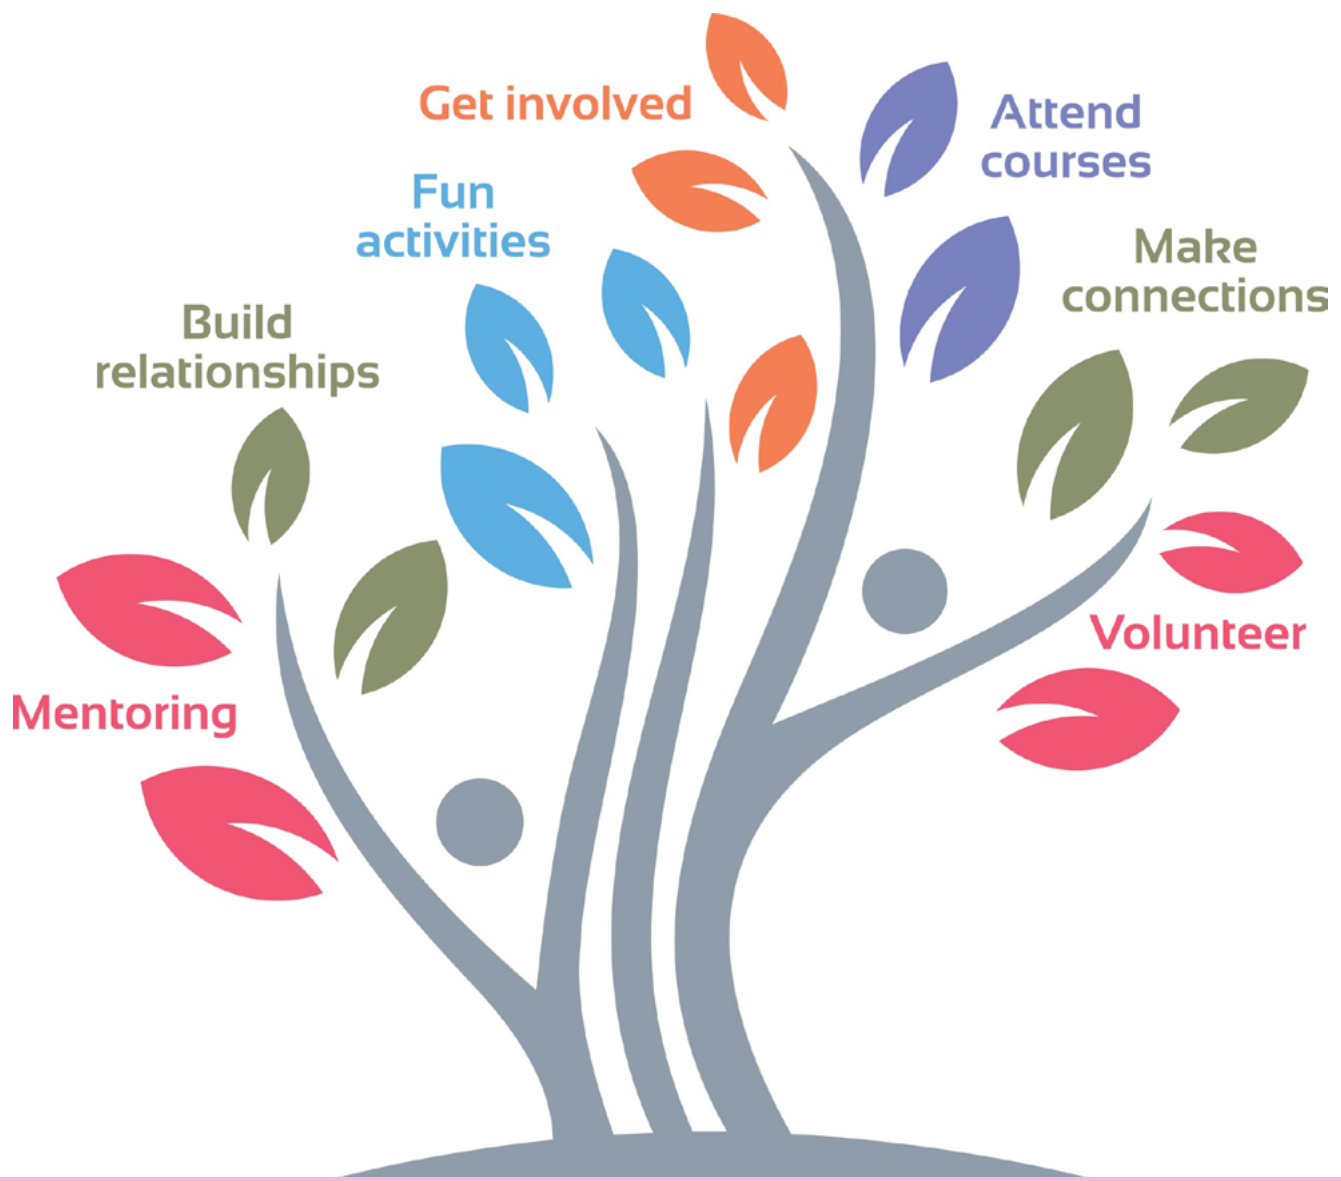 Get involved
Attend
courses
Fun
activities
Make
connections
Build
relationships
Volunteer
Mentoring